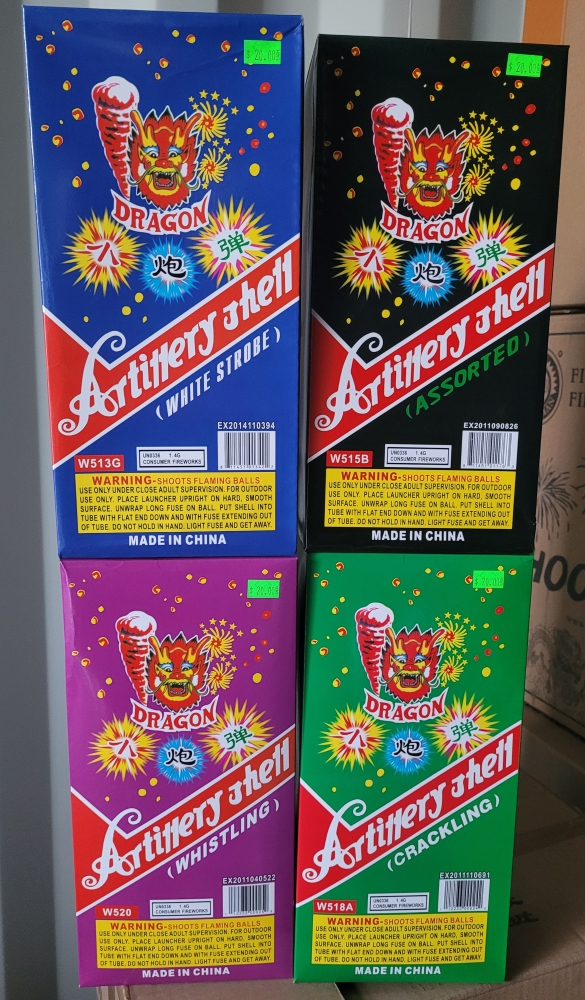 $ 20.00
DRAGON
炮 弹
Artillery Shell
(WHITE STROBE)
EX2014110394
W513G
UN0336 1.4G
CONSUMER FIREWORKS
WARNING-SHOOTS FLAMING BALLS
USE ONLY UNDER CLOSE ADULT SUPERVISION. FOR OUTDOOR
USE ONLY. PLACE LAUNCHER UPRIGHT ON HARD, SMOOTH
SURFACE. UNWRAP LONG FUSE ON BALL. PUT SHELL INTO
TUBE WITH FLAT END DOWN AND WITH FUSE EXTENDING OUT
OF TUBE. DO NOT HOLD IN HAND. LIGHT FUSE AND GET AWAY.
MADE IN CHINA
$ 20.00
DRAGON
炮 弹
Artillery Shell
(ASSORTED)
EX2011090826
W515B
UN0336 1.4G
CONSUMER FIREWORKS
WARNING-SHOOTS FLAMING BALLS
USE ONLY UNDER CLOSE ADULT SUPERVISION. FOR OUTDOOR
USE ONLY. PLACE LAUNCHER UPRIGHT ON HARD, SMOOTH
SURFACE. UNWRAP LONG FUSE ON BALL. PUT SHELL INTO
TUBE WITH FLAT END DOWN AND WITH FUSE EXTENDING OUT
OF TUBE. DO NOT HOLD IN HAND. LIGHT FUSE AND GET AWAY.
MADE IN CHINA
FI
FI
HOO
$ 20.00
DRAGON
炮 弹
Artillery Shell
(WHISTLING)
EX2011040522
W520
UN0336 1.4G
CONSUMER FIREWORKS
WARNING-SHOOTS FLAMING BALLS
USE ONLY UNDER CLOSE ADULT SUPERVISION. FOR OUTDOOR
USE ONLY. PLACE LAUNCHER UPRIGHT ON HARD, SMOOTH
SURFACE. UNWRAP LONG FUSE ON BALL. PUT SHELL INTO
TUBE WITH FLAT END DOWN AND WITH FUSE EXTENDING OUT
OF TUBE. DO NOT HOLD IN HAND. LIGHT FUSE AND GET AWAY.
MADE IN CHINA
$ 20.00
DRAGON
炮 弹
Artillery Shell
(CRACKLING)
EX2011110691
W518A
UN0336 1.4G
CONSUMER FIREWORKS
WARNING-SHOOTS FLAMING BALLS
USE ONLY UNDER CLOSE ADULT SUPERVISION. FOR OUTDOOR
USE ONLY. PLACE LAUNCHER UPRIGHT ON HARD, SMOOTH
SURFACE. UNWRAP LONG FUSE ON BALL. PUT SHELL INTO
TUBE WITH FLAT END DOWN AND WITH FUSE EXTENDING OUT
OF TUBE. DO NOT HOLD IN HAND. LIGHT FUSE AND GET AWAY.
MADE IN CHINA